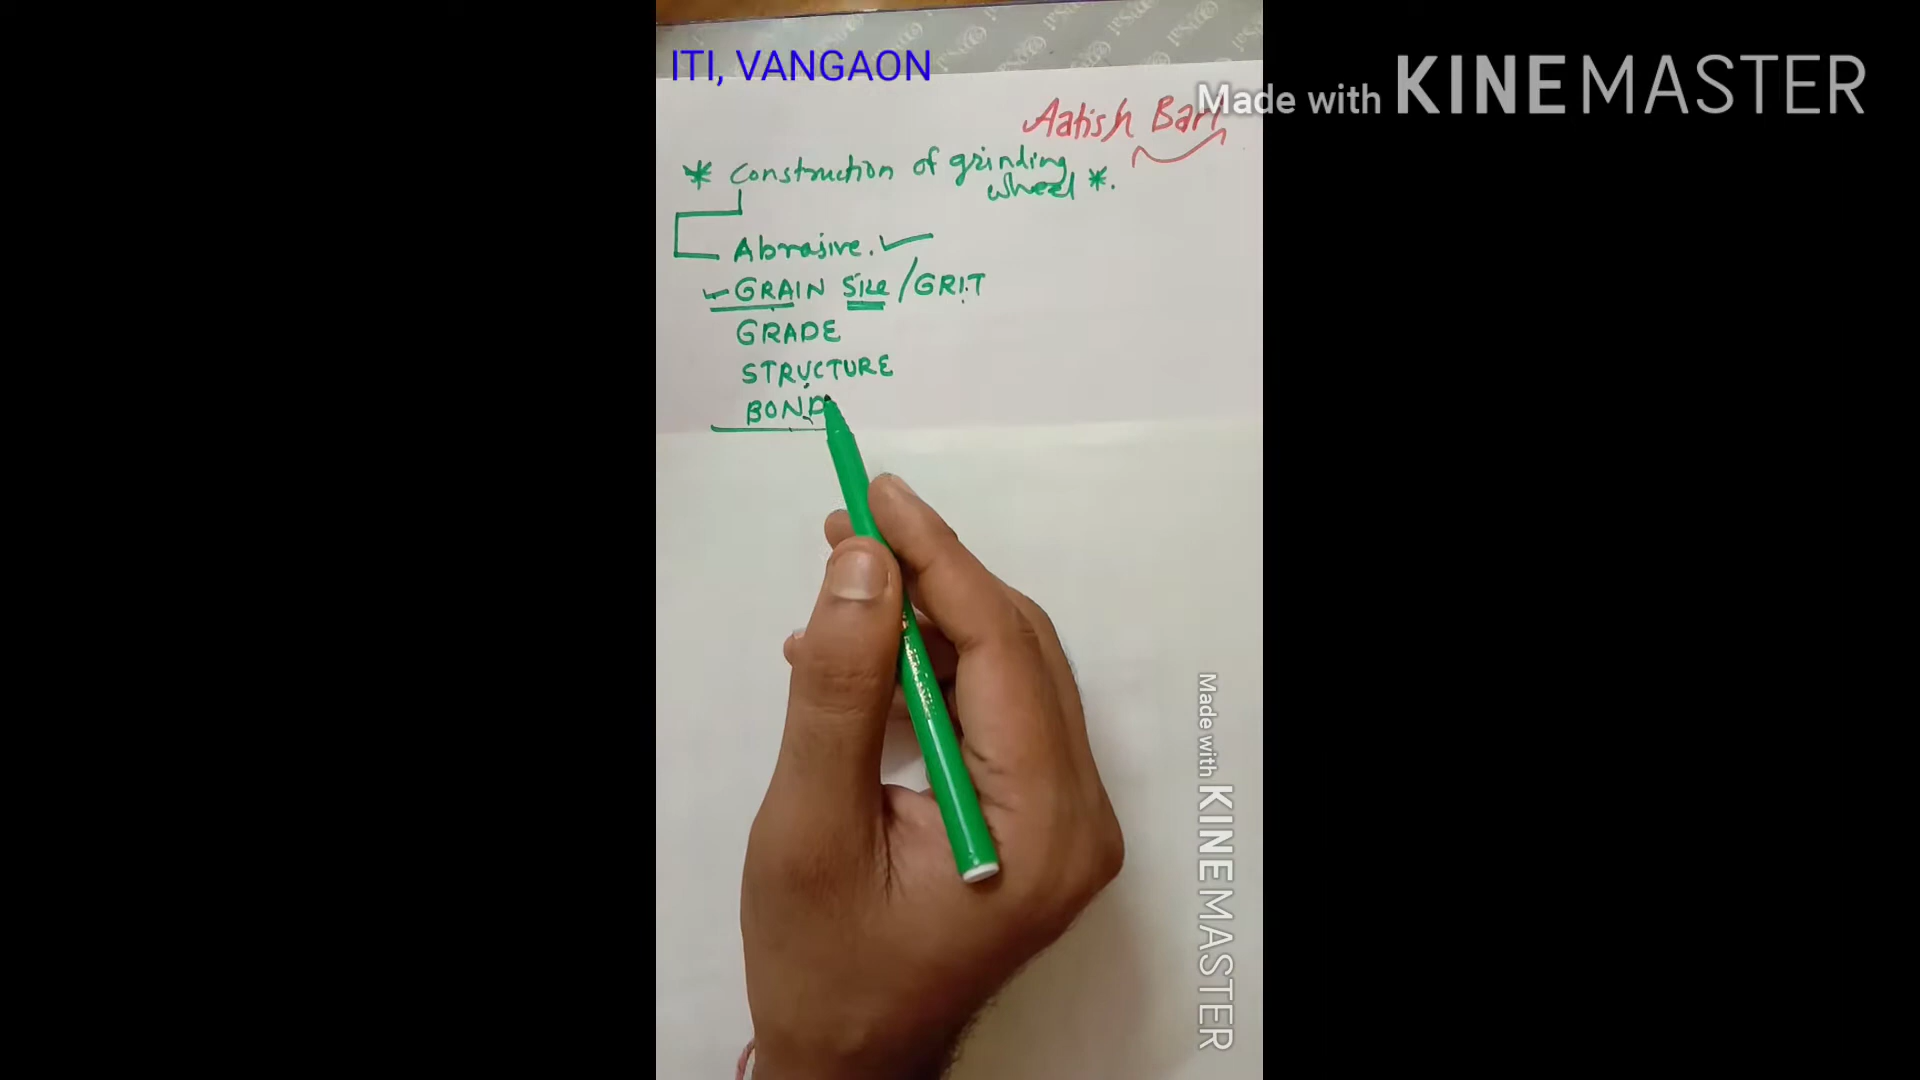 ITI, VANGAON
Made with KINEMASTER
Aatish Bari
* Construction of grinding
wheel *.
Abrasive. ✓
✓ GRAIN Size / GRIT
GRADE
STRUCTURE
BOND
Made with KINEMASTER